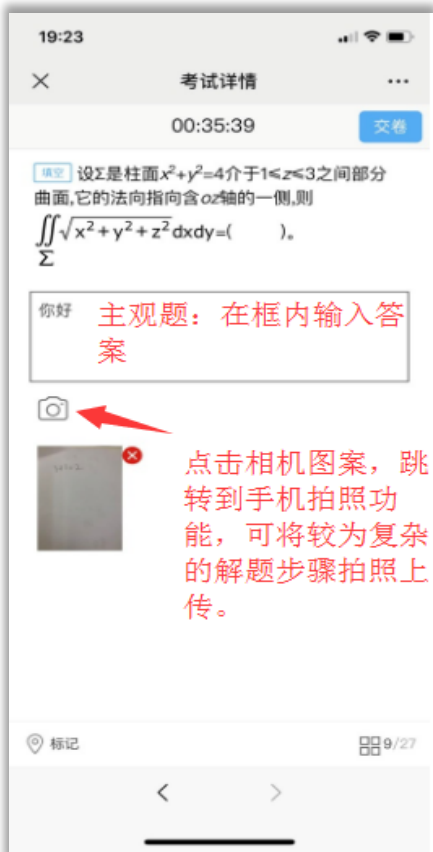 19:23
考试详情
00:35:39
交卷
填空 设Σ是柱面x²+y²=4介于1≤z≤3之间部分
曲面,它的法向指向含oz轴的一侧,则
∬√x²+y²+z² dxdy=(      )。
Σ
你好
主观题：在框内输入答
案
点击相机图案，跳
转到手机拍照功
能，可将较为复杂
的解题步骤拍照上
传。
标记
9/27